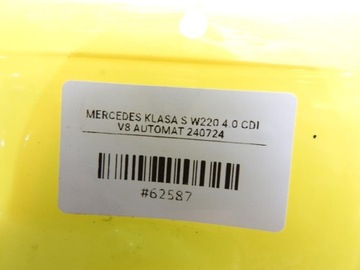 MERCEDES KLASA S W220 4.0 CDI
V8 AUTOMAT 240724
#62587